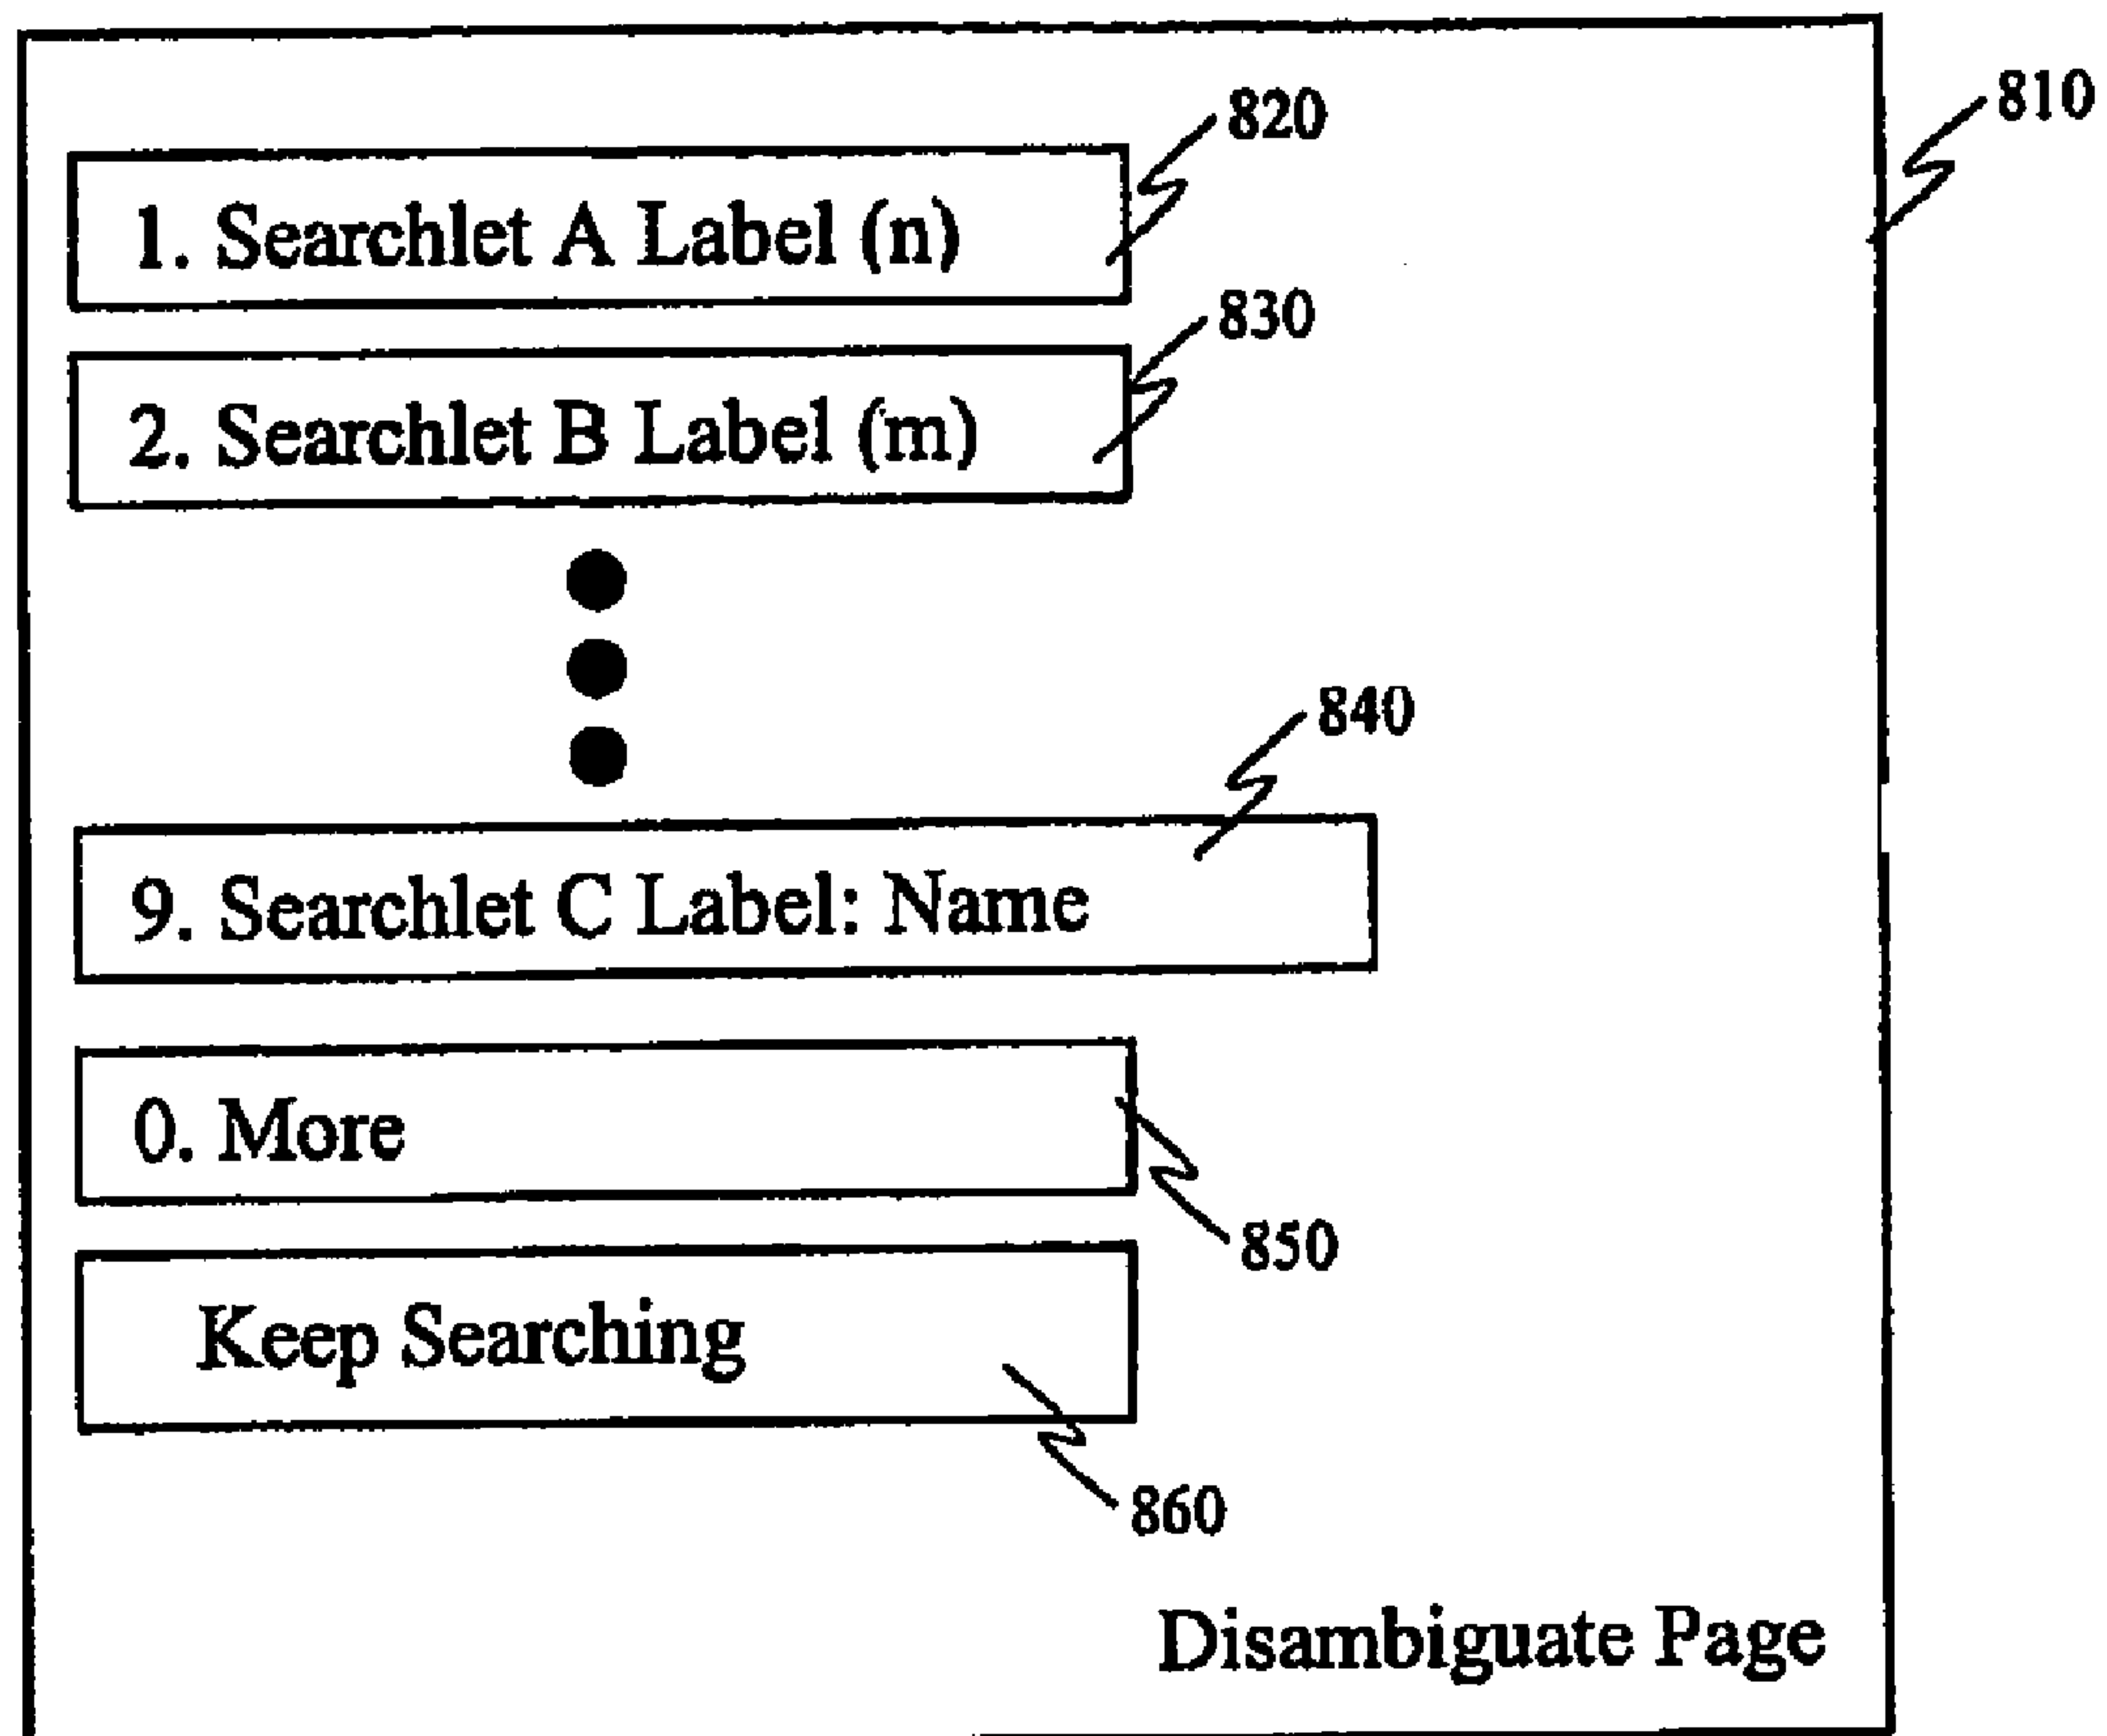 810
820
1. Searchlet A Label (n)
830
2. Searchlet B Label (m)
840
9. Searchlet C Label: Name
0. More
850
Keep Searching
860
Disambiguate Page